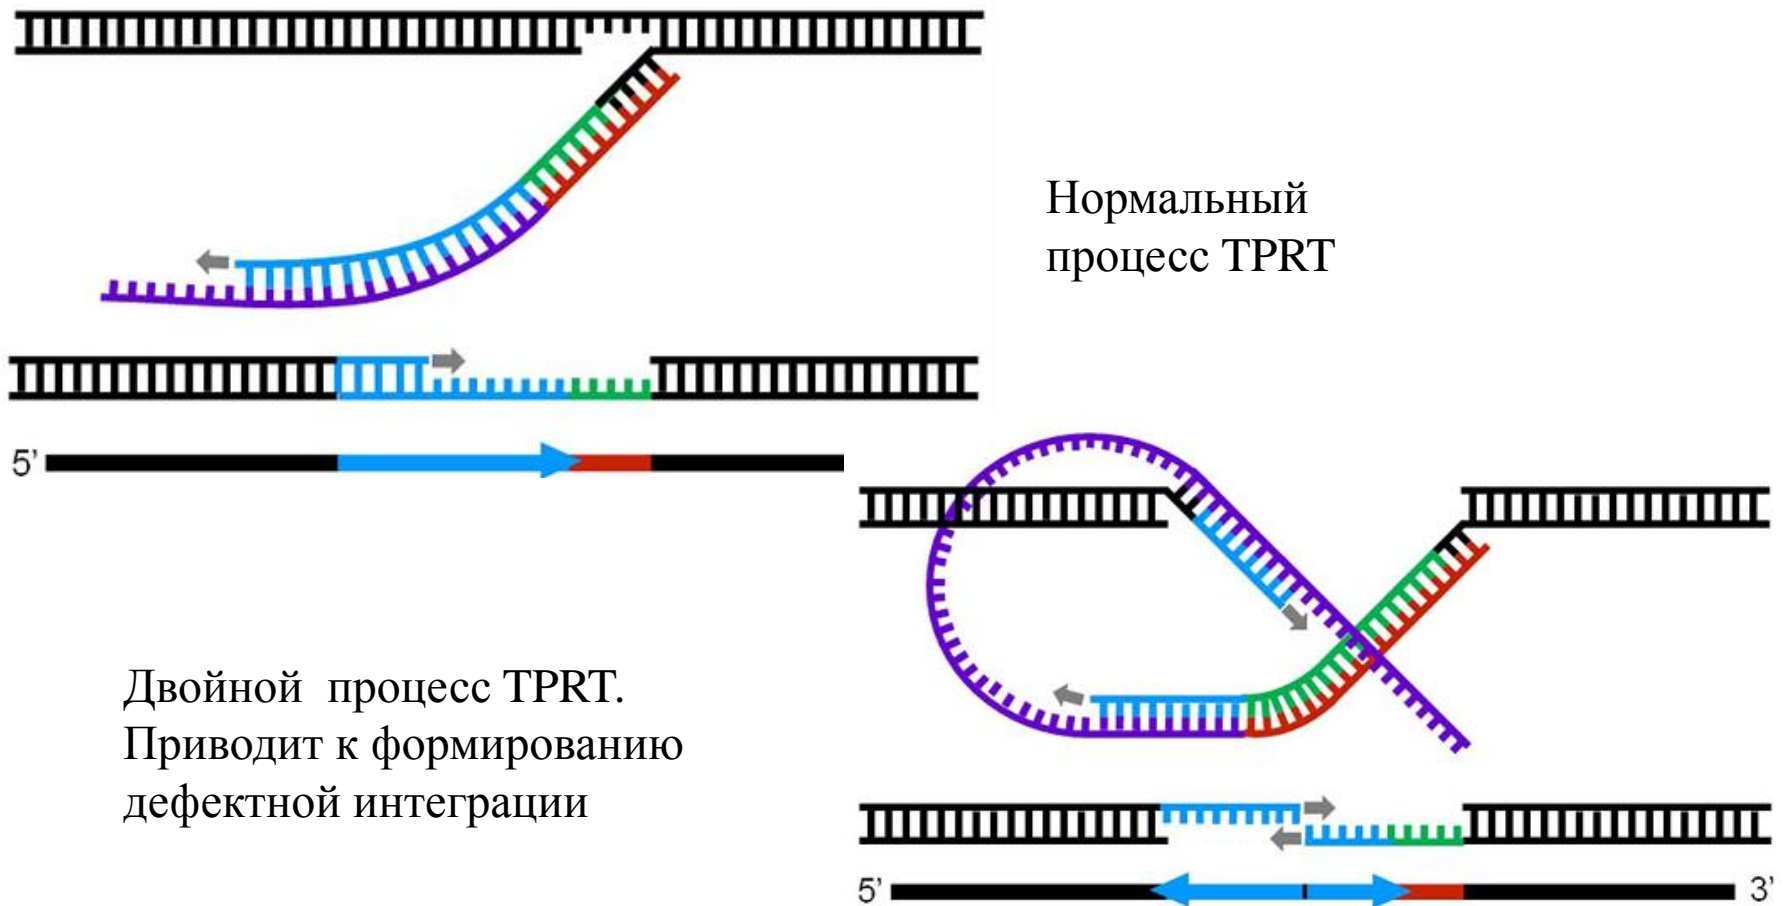 Нормальный
процесс TPRT
5’
Двойной процесс TPRT.
Приводит к формированию
дефектной интеграции
5’ 3’